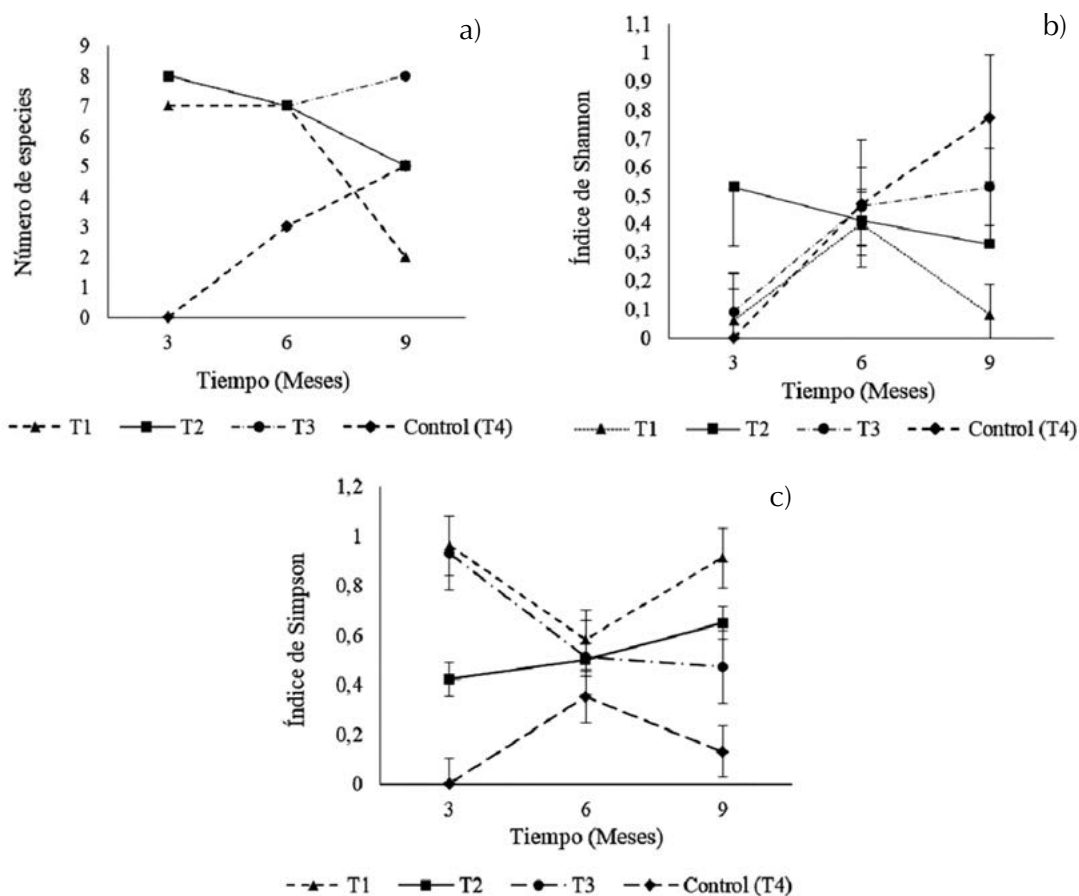 a)
Número de especies
9
8
7
6
5
4
3
2
1
0
3 6 9
Tiempo (Meses)
T1 T2 T3 Control (T4)
b)
Índice de Shannon
1,1
1
0,9
0,8
0,7
0,6
0,5
0,4
0,3
0,2
0,1
0
3 6 9
Tiempo (Meses)
T1 T2 T3 Control (T4)
c)
Índice de Simpson
1,2
1
0,8
0,6
0,4
0,2
0
3 6 9
Tiempo (Meses)
T1 T2 T3 Control (T4)